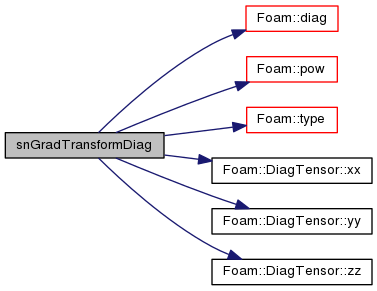 Foam::diag
Foam::pow
Foam::type
snGradTransformDiag
Foam::DiagTensor::xx
Foam::DiagTensor::yy
Foam::DiagTensor::zz